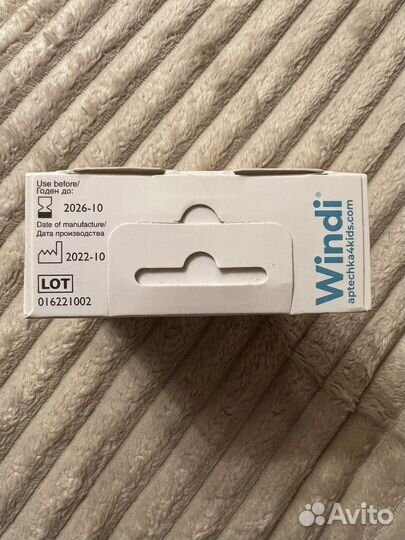 Use before/
Годен до:
2026-10
Date of manufacture/
Дата производства
2022-10
LOT
016221002
Windi®
aptechka4kids.com
Avito